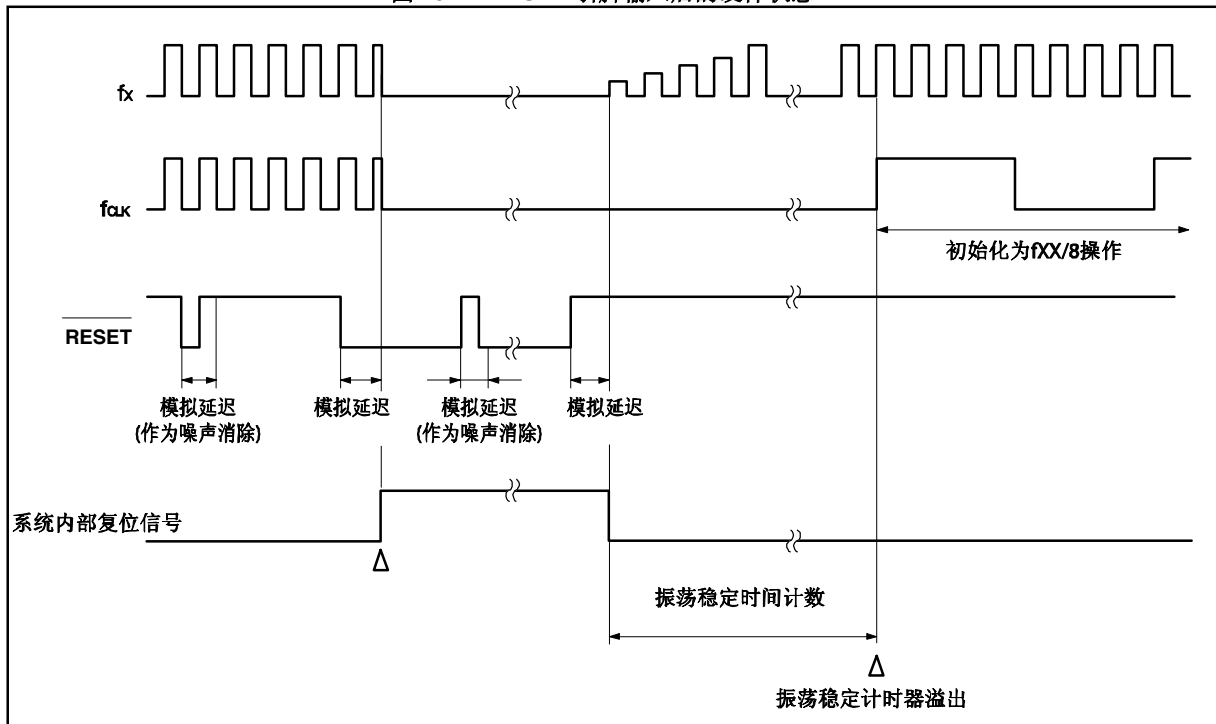 fx
fCLK
初始化为fXX/8操作
RESET
模拟延迟
(作为噪声消除)
模拟延迟
模拟延迟
(作为噪声消除)
模拟延迟
系统内部复位信号
振荡稳定时间计数
振荡稳定计时器溢出